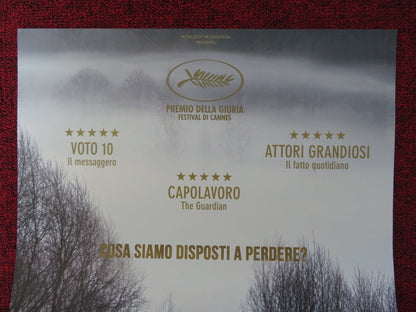 PREMIO DELLA GIURIA
FESTIVAL DI CANNES
VOTO 10
Il messaggero
ATTORI GRANDIOSI
Il fatto quotidiano
CAPOLAVORO
The Guardian
COSA SIAMO DISPOSTI A PERDERE?